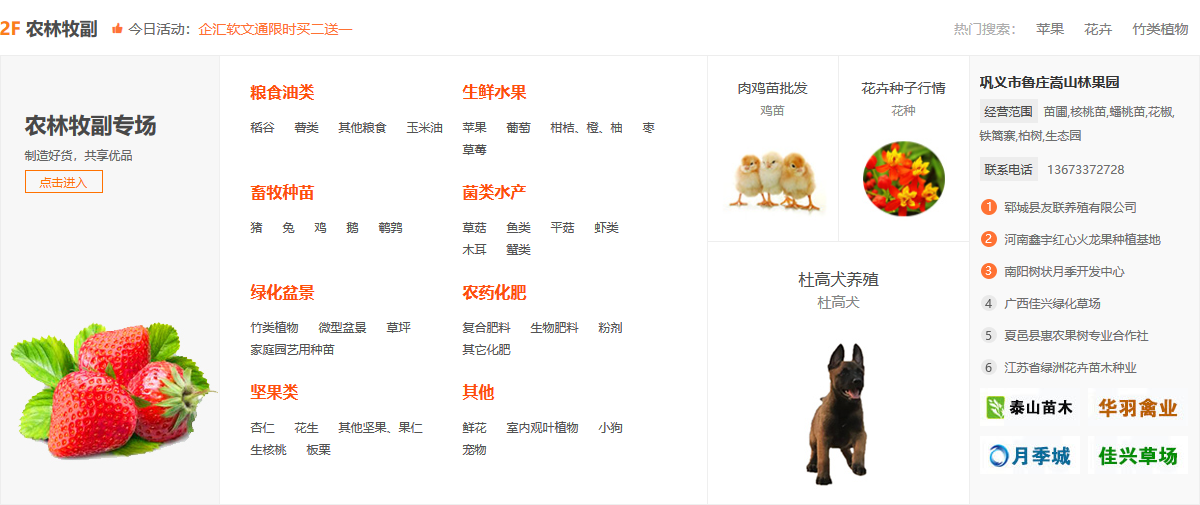 2F 农林牧副 今日活动：企汇软文通限时买二送一 热门搜索： 苹果 花卉 竹类植物
农林牧副专场
制造好货，共享优品
点击进入
粮食油类
稻谷 薯类 其他粮食 玉米油
生鲜水果
苹果 葡萄 柑桔、橙、柚 枣
草莓
畜牧种苗
猪 兔 鸡 鹅 鹌鹑
菌类水产
草菇 鱼类 平菇 虾类
木耳 蟹类
绿化盆景
竹类植物 微型盆景 草坪
家庭园艺用种苗
农药化肥
复合肥料 生物肥料 粉剂
其它化肥
坚果类
杏仁 花生 其他坚果、果仁
生核桃 板栗
其他
鲜花 室内观叶植物 小狗
宠物
肉鸡苗批发
鸡苗
花卉种子行情
花种
杜高犬养殖
杜高犬
巩义市鲁庄嵩山林果园
经营范围 苗圃,核桃苗,蟠桃苗,花椒,
铁篱寨,柏树,生态园
联系电话 13673372728
1 郓城县友联养殖有限公司
2 河南鑫宇红心火龙果种植基地
3 南阳树状月季开发中心
4 广西佳兴绿化草场
5 夏邑县惠农果树专业合作社
6 江苏省绿洲花卉苗木种业
泰山苗木 华羽禽业
月季城 佳兴草场